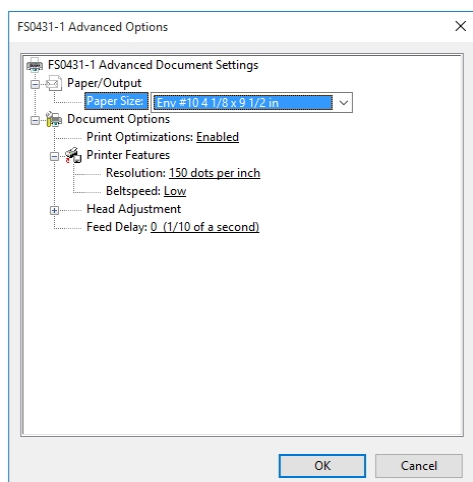 FS0431-1 Advanced Options
FS0431-1 Advanced Document Settings
Paper/Output
Paper Size: Env #10 4 1/8 x 9 1/2 in
Document Options
Print Optimizations: Enabled
Printer Features
Resolution: 150 dots per inch
Beltspeed: Low
Head Adjustment
Feed Delay: 0 (1/10 of a second)
OK Cancel